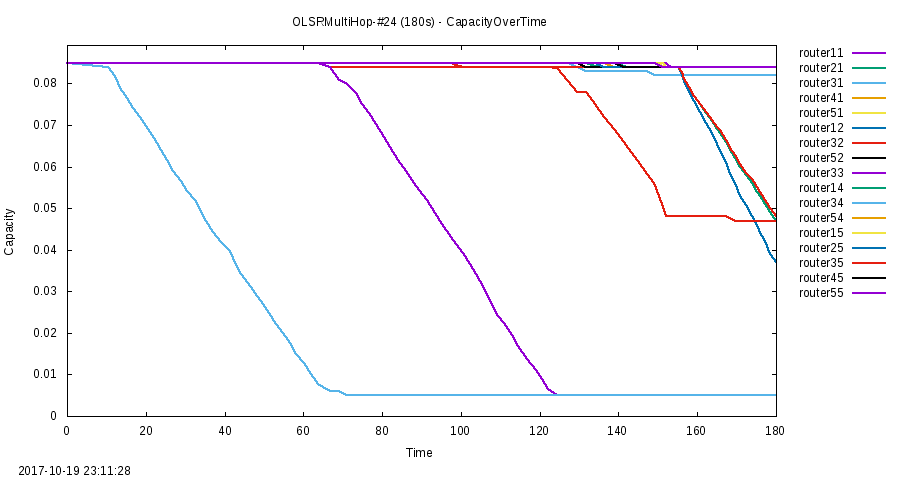 OLSRMultiHop-#24 (180s) - CapacityOverTime
Capacity
0.08
0.07
0.06
0.05
0.04
0.03
0.02
0.01
0
0 20 40 60 80 100 120 140 160 180
Time
router11
router21
router31
router41
router51
router12
router32
router52
router33
router14
router34
router54
router15
router25
router35
router45
router55
2017-10-19 23:11:28